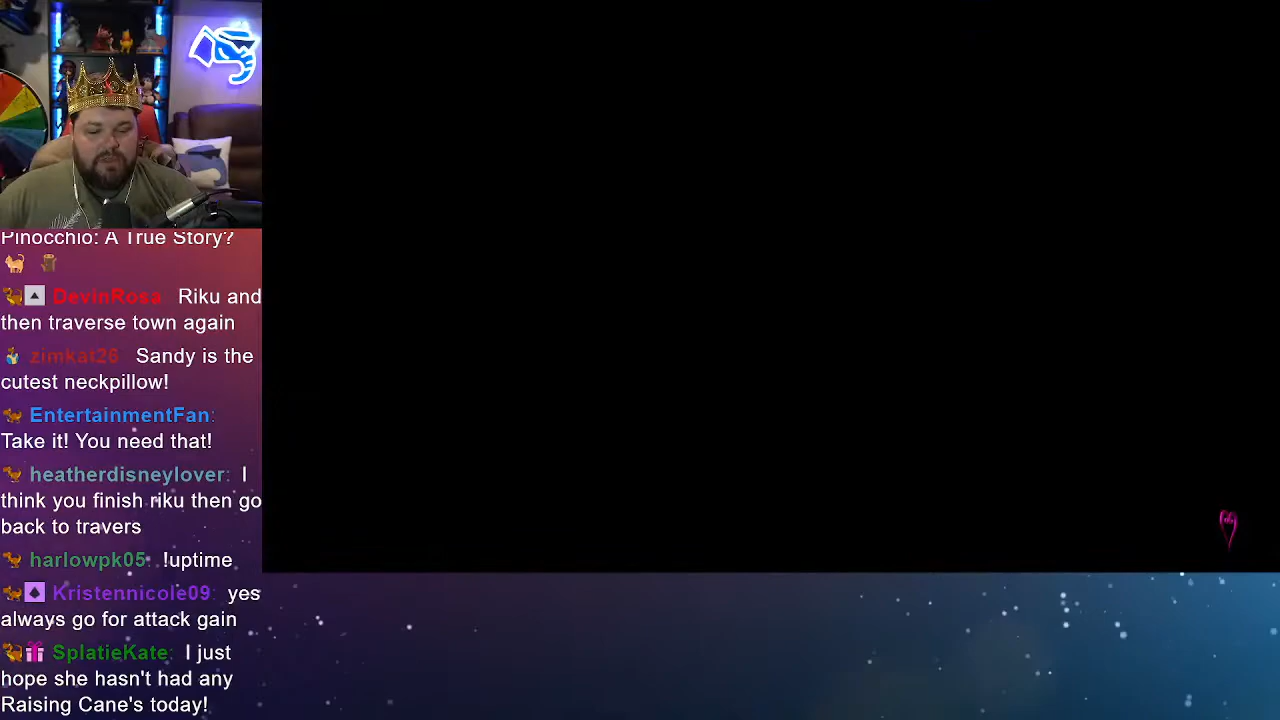 Pinocchio: A True Story?
DevinRosa: Riku and
then traverse town again
zimkat26 Sandy is the
cutest neckpillow!
EntertainmentFan:
Take it! You need that!
heatherdisneylover: I
think you finish riku then go
back to travers
harlowpk05: !uptime
Kristennicole09: yes
always go for attack gain
SplatieKate: I just
hope she hasn't had any
Raising Cane's today!